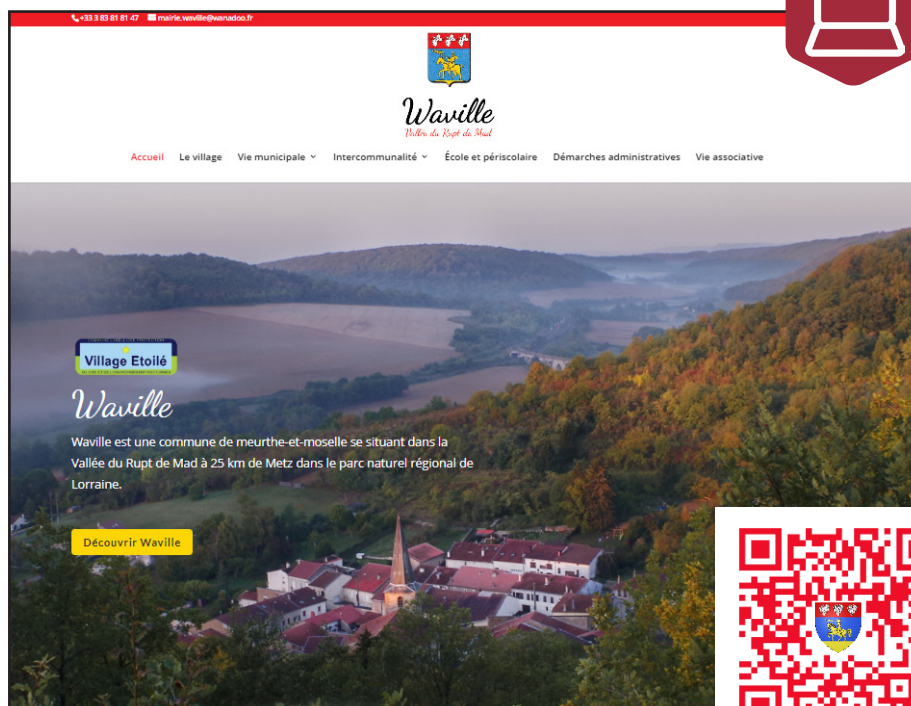 +33 3 83 81 81 47 mairie.waville@wanadoo.fr
Waville
Vallée du Rupt de Mad
Accueil Le village Vie municipale Intercommunalité École et périscolaire Démarches administratives Vie associative
Village Etoilé
Waville
Waville est une commune de meurthe-et-moselle se situant dans la
Vallée du Rupt de Mad à 25 km de Metz dans le parc naturel régional de
Lorraine.
Découvrir Waville